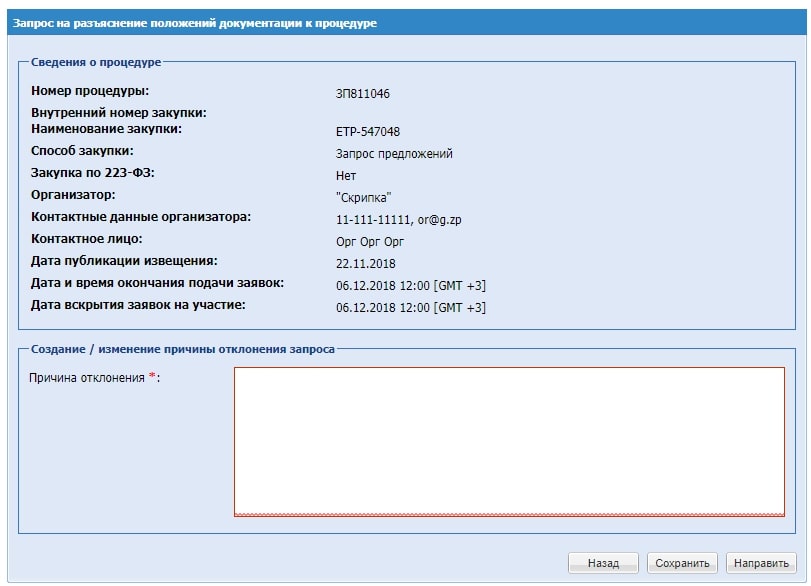 Запрос на разъяснение положений документации к процедуре
Сведения о процедуре
Номер процедуры: ЗП811046
Внутренний номер закупки:
Наименование закупки: ЕТР-547048
Способ закупки: Запрос предложений
Закупка по 223-ФЗ: Нет
Организатор: "Скрипка"
Контактные данные организатора: 11-111-11111, or@g.zp
Контактное лицо: Орг Орг Орг
Дата публикации извещения: 22.11.2018
Дата и время окончания подачи заявок: 06.12.2018 12:00 [GMT +3]
Дата вскрытия заявок на участие: 06.12.2018 12:00 [GMT +3]
Создание / изменение причины отклонения запроса
Причина отклонения *:
Назад Сохранить Направить